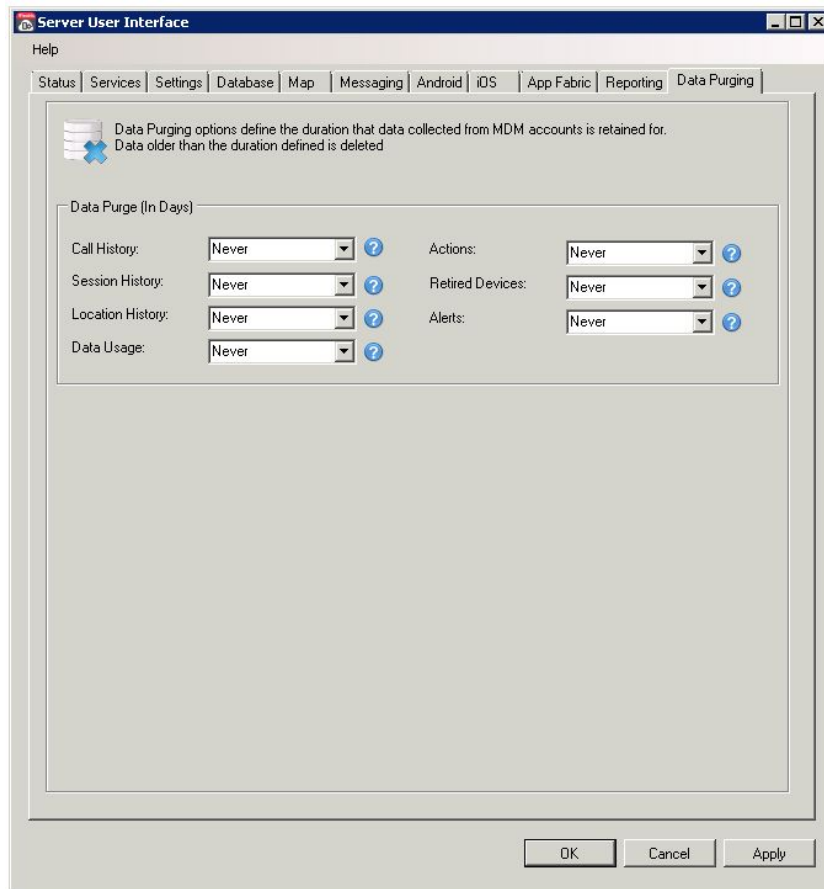 Server User Interface
Help
Status Services Settings Database Map Messaging Android iOS App Fabric Reporting Data Purging
Data Purging options define the duration that data collected from MDM accounts is retained for.
Data older than the duration defined is deleted
Data Purge (In Days)
Call History: Never ? Actions: Never ?
Session History: Never ? Retired Devices: Never ?
Location History: Never ? Alerts: Never ?
Data Usage: Never ?
OK Cancel Apply